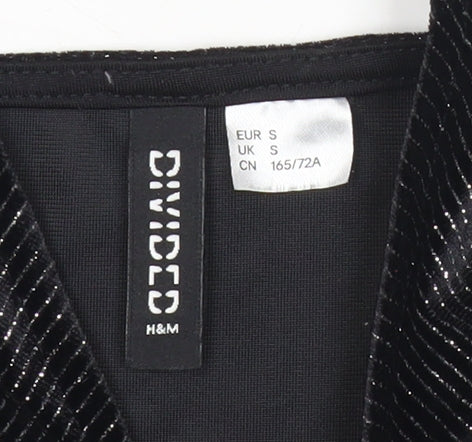 DIVIDED
H&M
EUR S
UK S
CN 165/72A